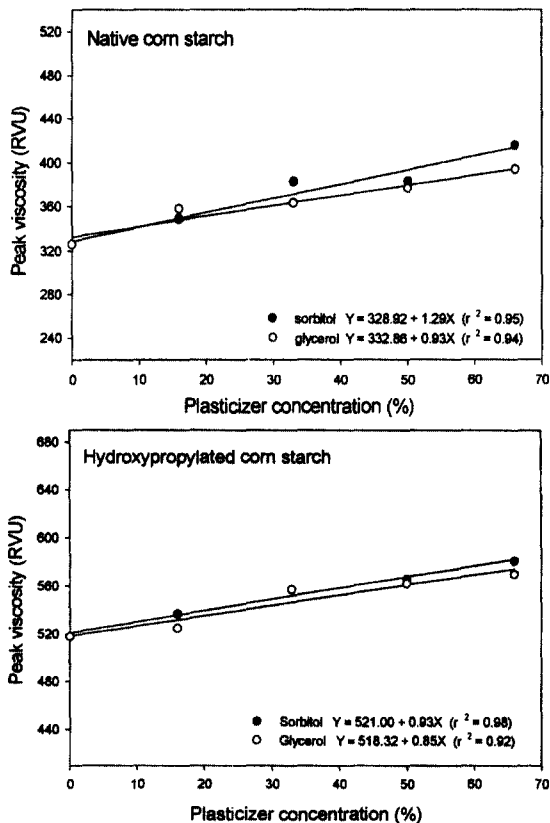 Native corn starch
Peak viscosity (RVU)
520
480
440
400
360
320
280
240
sorbitol Y = 328.92 + 1.29X (r² = 0.95)
glycerol Y = 332.86 + 0.93X (r² = 0.94)
0 10 20 30 40 50 60 70
Plasticizer concentration (%)
Hydroxypropylated corn starch
Peak viscosity (RVU)
680
640
600
560
520
480
440
Sorbitol Y = 521.00 + 0.93X (r² = 0.98)
Glycerol Y = 518.32 + 0.85X (r² = 0.92)
0 10 20 30 40 50 60 70
Plasticizer concentration (%)